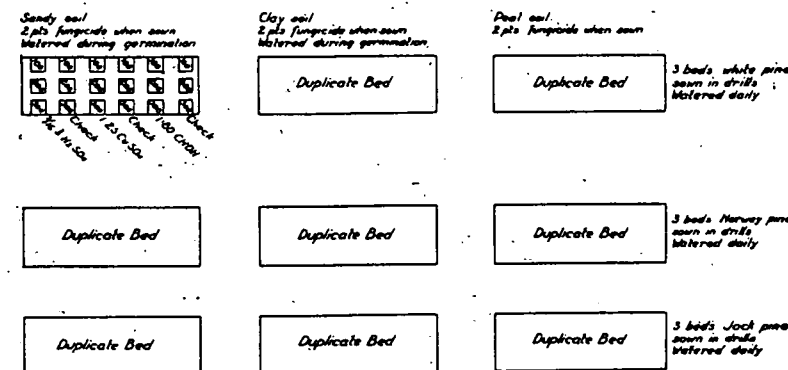 Sandy soil
2 pts fungicide when sown
Watered during germination
Clay soil
2 pts fungicide when sown
Watered during germination
Peat soil
2 pts fungicide when sown
Duplicate Bed
Duplicate Bed
3 beds white pine
sown in drills
Watered daily
Check
1-25 CuSO4
Check
1-80 CHOH
Check
Duplicate Bed
Duplicate Bed
Duplicate Bed
3 beds Norway pine
sown in drills
Watered daily
Duplicate Bed
Duplicate Bed
Duplicate Bed
3 beds Jack pine
sown in drills
Watered daily